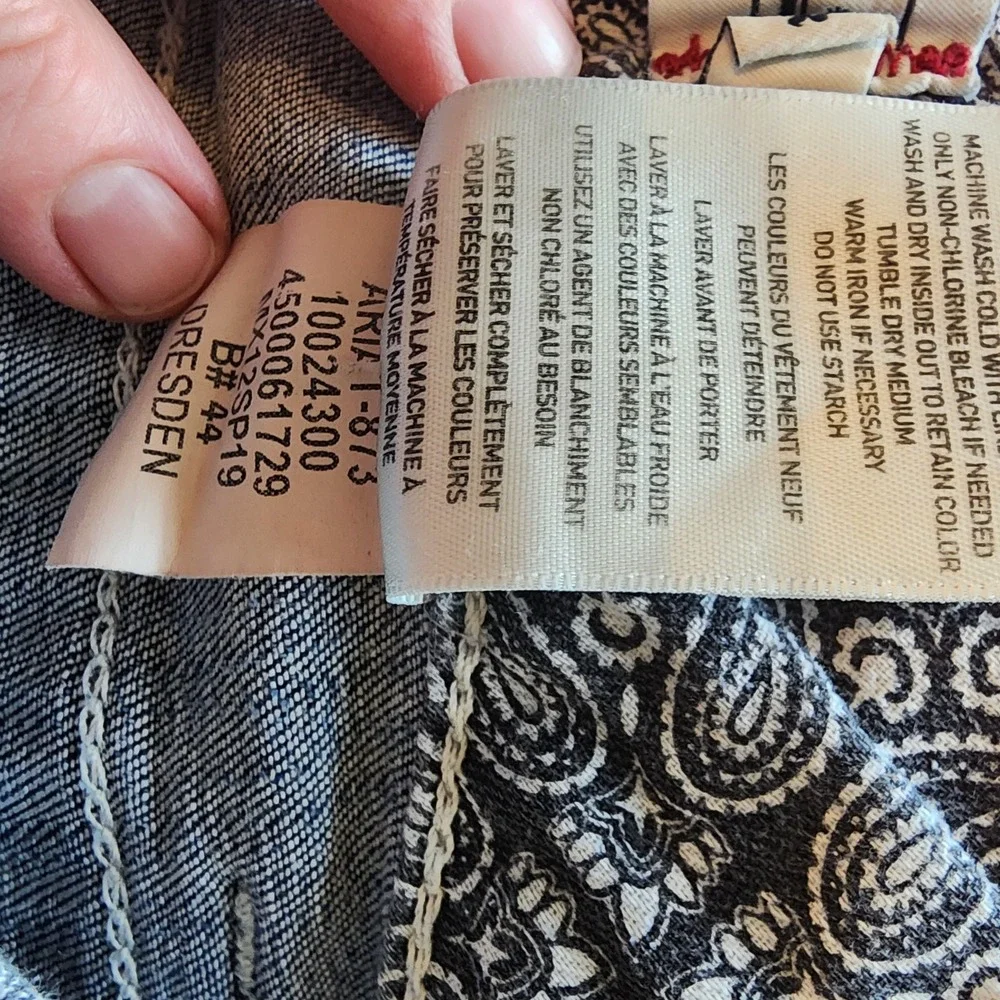 MACHINE WASH COLD WITH
ONLY NON-CHLORINE BLEACH IF NEEDED
WASH AND DRY INSIDE OUT TO RETAIN COLOR
TUMBLE DRY MEDIUM
WARM IRON IF NECESSARY
DO NOT USE STARCH
LES COULEURS DU VÊTEMENT NEUF
PEUVENT DÉTEINDRE
LAVER AVANT DE PORTER
LAVER À LA MACHINE À L'EAU FROIDE
AVEC DES COULEURS SEMBLABLES
UTILISEZ UN AGENT DE BLANCHIMENT
NON CHLORÉ AU BESOIN
LAVER ET SÉCHER COMPLÈTEMENT
POUR PRÉSERVER LES COULEURS
FAIRE SÉCHER À LA MACHINE À
TEMPÉRATURE MOYENNE
10024300
4500061729
MX12SP19
B# 44
DRESDEN